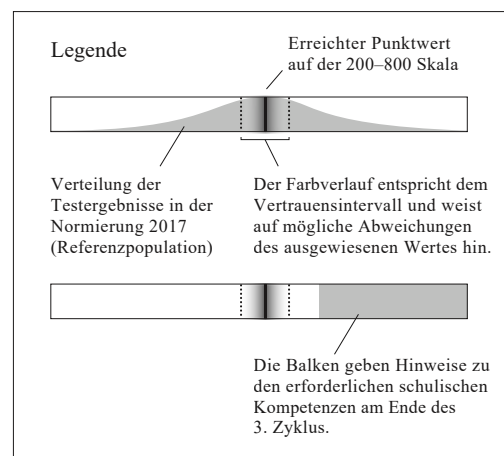 Legende
Erreichter Punktwert
auf der 200–800 Skala
Verteilung der
Testergebnisse in der
Normierung 2017
(Referenzpopulation)
Der Farbverlauf entspricht dem
Vertrauensintervall und weist
auf mögliche Abweichungen
des ausgewiesenen Wertes hin.
Die Balken geben Hinweise zu
den erforderlichen schulischen
Kompetenzen am Ende des
3. Zyklus.